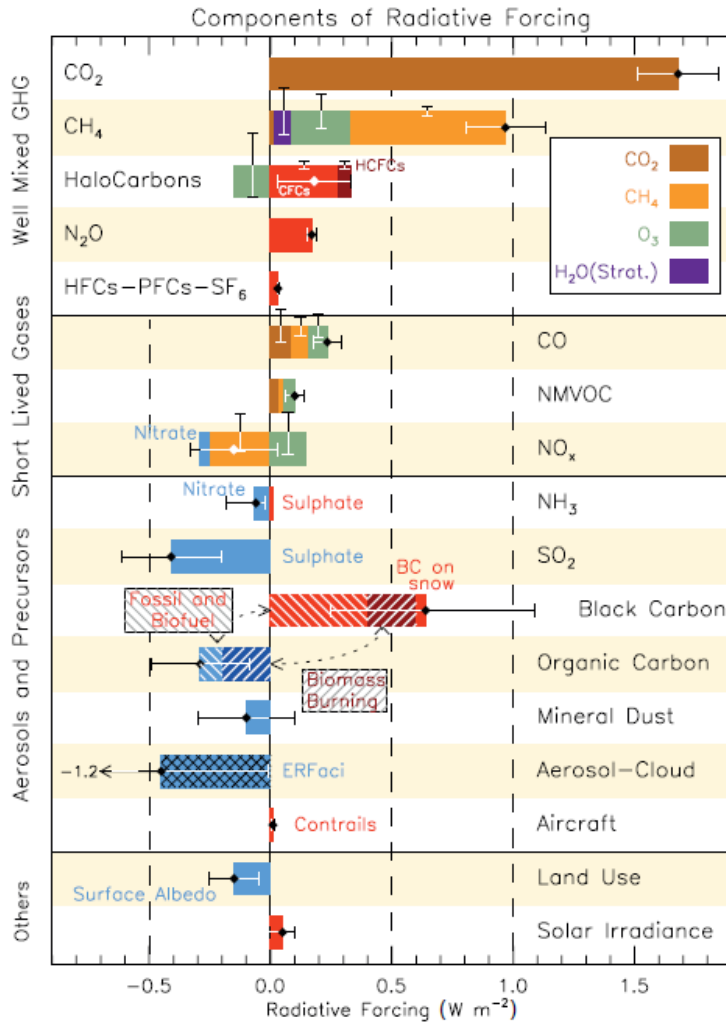 Components of Radiative Forcing
Well Mixed GHG
CO₂
CH₄
HaloCarbons
CFCs
HCFCs
N₂O
HFCs–PFCs–SF₆
CO₂
CH₄
O₃
H₂O(Strat.)
Short Lived Gases
CO
NMVOC
Nitrate
NOₓ
Aerosols and Precursors
Nitrate
Sulphate
NH₃
Sulphate
SO₂
BC on
snow
Fossil and
Biofuel
Black Carbon
Organic Carbon
Biomass
Burning
Mineral Dust
−1.2
ERFaci
Aerosol–Cloud
Contrails
Aircraft
Others
Surface Albedo
Land Use
Solar Irradiance
−0.5 0.0 0.5 1.0 1.5
Radiative Forcing (W m⁻²)